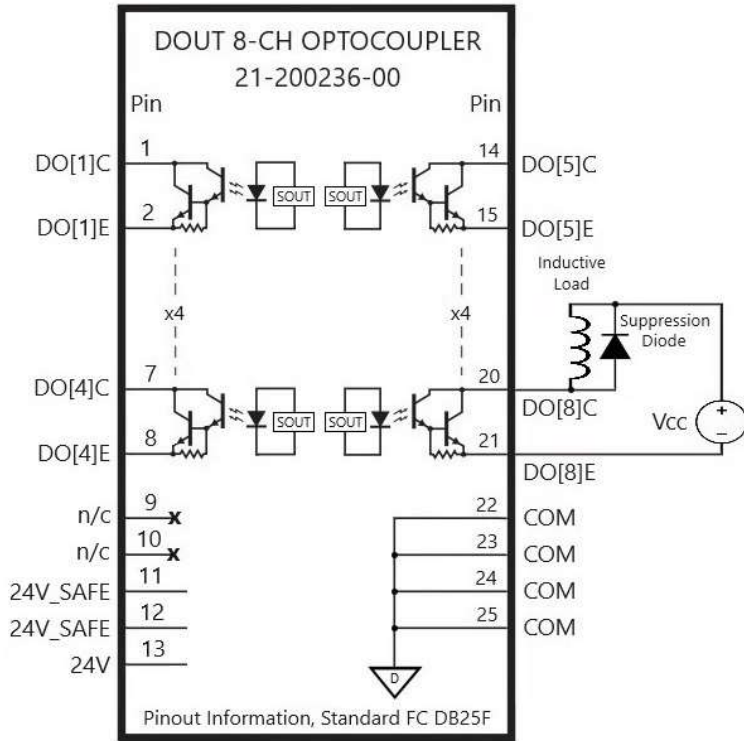 DOUT 8-CH OPTOCOUPLER
21-200236-00
Pin
Pin
DO[1]C
1
SOUT
SOUT
14
DO[5]C
DO[1]E
2
15
DO[5]E
x4
x4
Inductive
Load
Suppression
Diode
DO[4]C
7
SOUT
SOUT
20
DO[8]C
Vcc
+
−
DO[4]E
8
21
DO[8]E
n/c
9
x
22
COM
n/c
10
x
23
COM
24V_SAFE
11
24
COM
24V_SAFE
12
25
COM
24V
13
D
Pinout Information, Standard FC DB25F